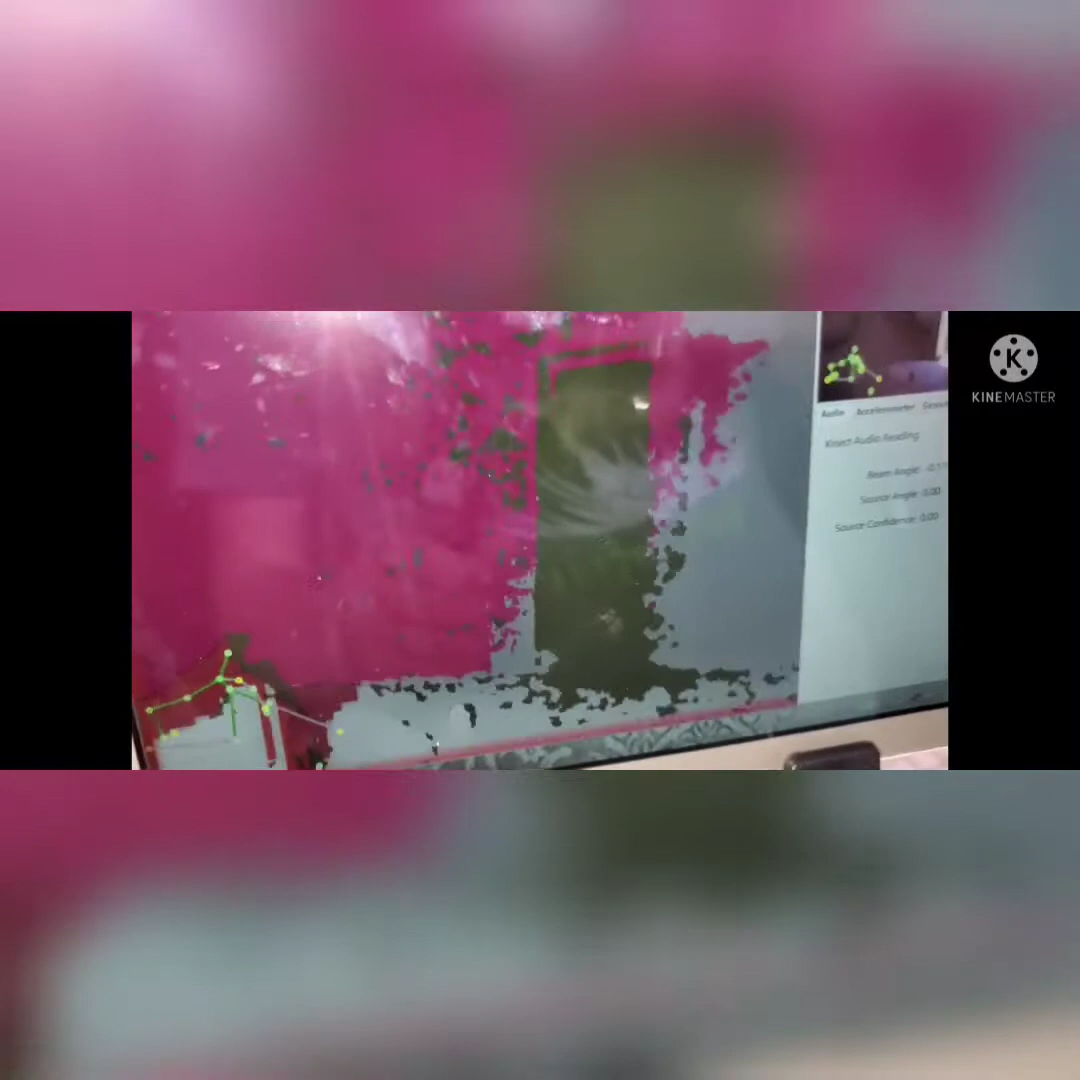 K
KINEMASTER
Audio Accelerometer
Kinect Audio Reading
Beam Angle:
Source Angle: 0.00
Source Confidence: 0.00